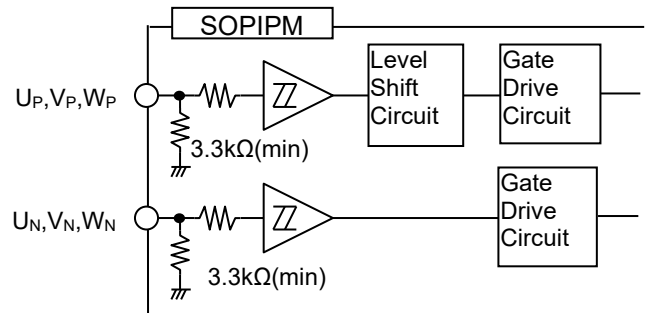 SOPIPM
Level
Shift
Circuit
Gate
Drive
Circuit
UP,VP,WP
3.3kΩ(min)
Gate
Drive
Circuit
UN,VN,WN
3.3kΩ(min)